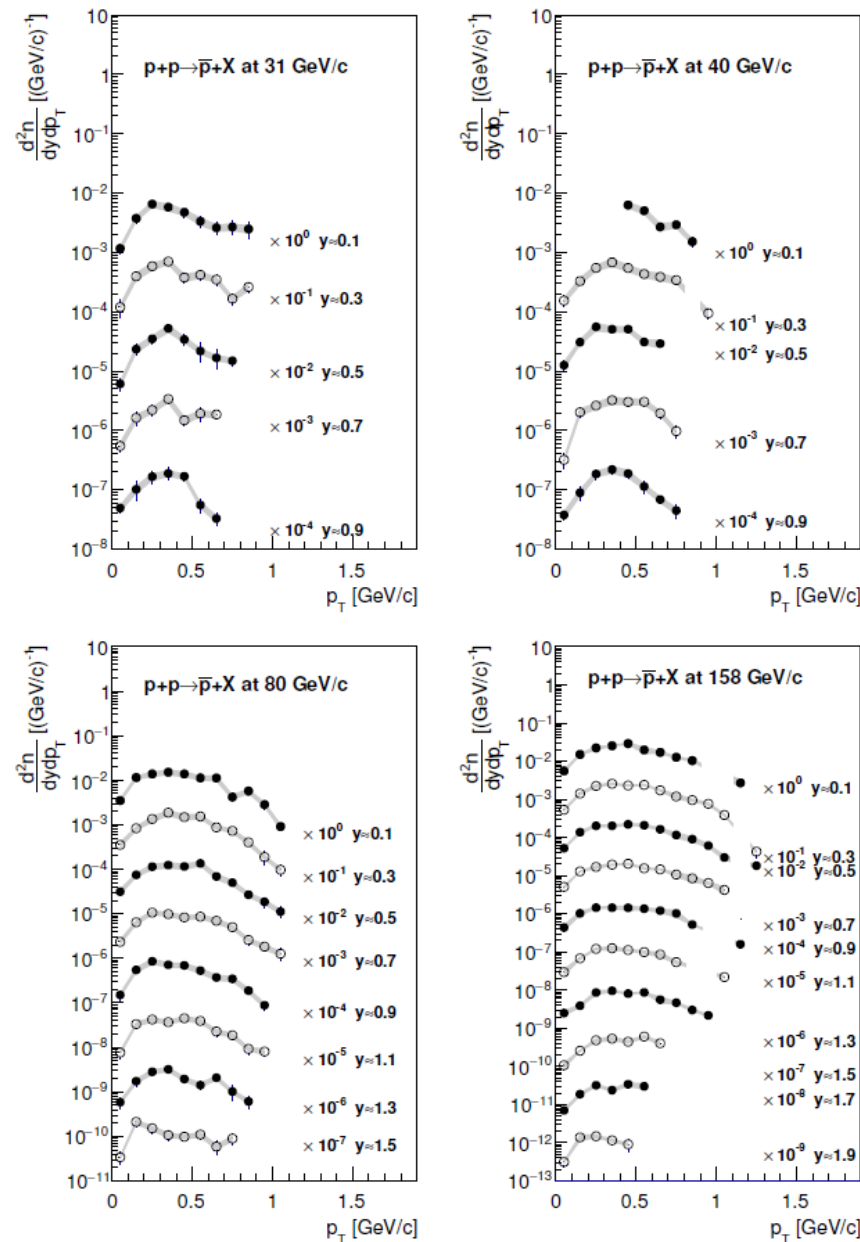 p+p→p̅+X at 31 GeV/c
d²n
dydp_T
[(GeV/c)⁻¹]
10
1
10⁻¹
10⁻²
10⁻³
10⁻⁴
10⁻⁵
10⁻⁶
10⁻⁷
10⁻⁸
× 10⁰ y≈0.1
× 10⁻¹ y≈0.3
× 10⁻² y≈0.5
× 10⁻³ y≈0.7
× 10⁻⁴ y≈0.9
0 0.5 1 1.5
p_T [GeV/c]
p+p→p̅+X at 40 GeV/c
d²n
dydp_T
[(GeV/c)⁻¹]
10
1
10⁻¹
10⁻²
10⁻³
10⁻⁴
10⁻⁵
10⁻⁶
10⁻⁷
10⁻⁸
× 10⁰ y≈0.1
× 10⁻¹ y≈0.3
× 10⁻² y≈0.5
× 10⁻³ y≈0.7
× 10⁻⁴ y≈0.9
0 0.5 1 1.5
p_T [GeV/c]
p+p→p̅+X at 80 GeV/c
d²n
dydp_T
[(GeV/c)⁻¹]
10
1
10⁻¹
10⁻²
10⁻³
10⁻⁴
10⁻⁵
10⁻⁶
10⁻⁷
10⁻⁸
10⁻⁹
10⁻¹⁰
10⁻¹¹
× 10⁰ y≈0.1
× 10⁻¹ y≈0.3
× 10⁻² y≈0.5
× 10⁻³ y≈0.7
× 10⁻⁴ y≈0.9
× 10⁻⁵ y≈1.1
× 10⁻⁶ y≈1.3
× 10⁻⁷ y≈1.5
0 0.5 1 1.5
p_T [GeV/c]
p+p→p̅+X at 158 GeV/c
d²n
dydp_T
[(GeV/c)⁻¹]
10
1
10⁻¹
10⁻²
10⁻³
10⁻⁴
10⁻⁵
10⁻⁶
10⁻⁷
10⁻⁸
10⁻⁹
10⁻¹⁰
10⁻¹¹
10⁻¹²
10⁻¹³
× 10⁰ y≈0.1
× 10⁻¹ y≈0.3
× 10⁻² y≈0.5
× 10⁻³ y≈0.7
× 10⁻⁴ y≈0.9
× 10⁻⁵ y≈1.1
× 10⁻⁶ y≈1.3
× 10⁻⁷ y≈1.5
× 10⁻⁸ y≈1.7
× 10⁻⁹ y≈1.9
0 0.5 1 1.5
p_T [GeV/c]